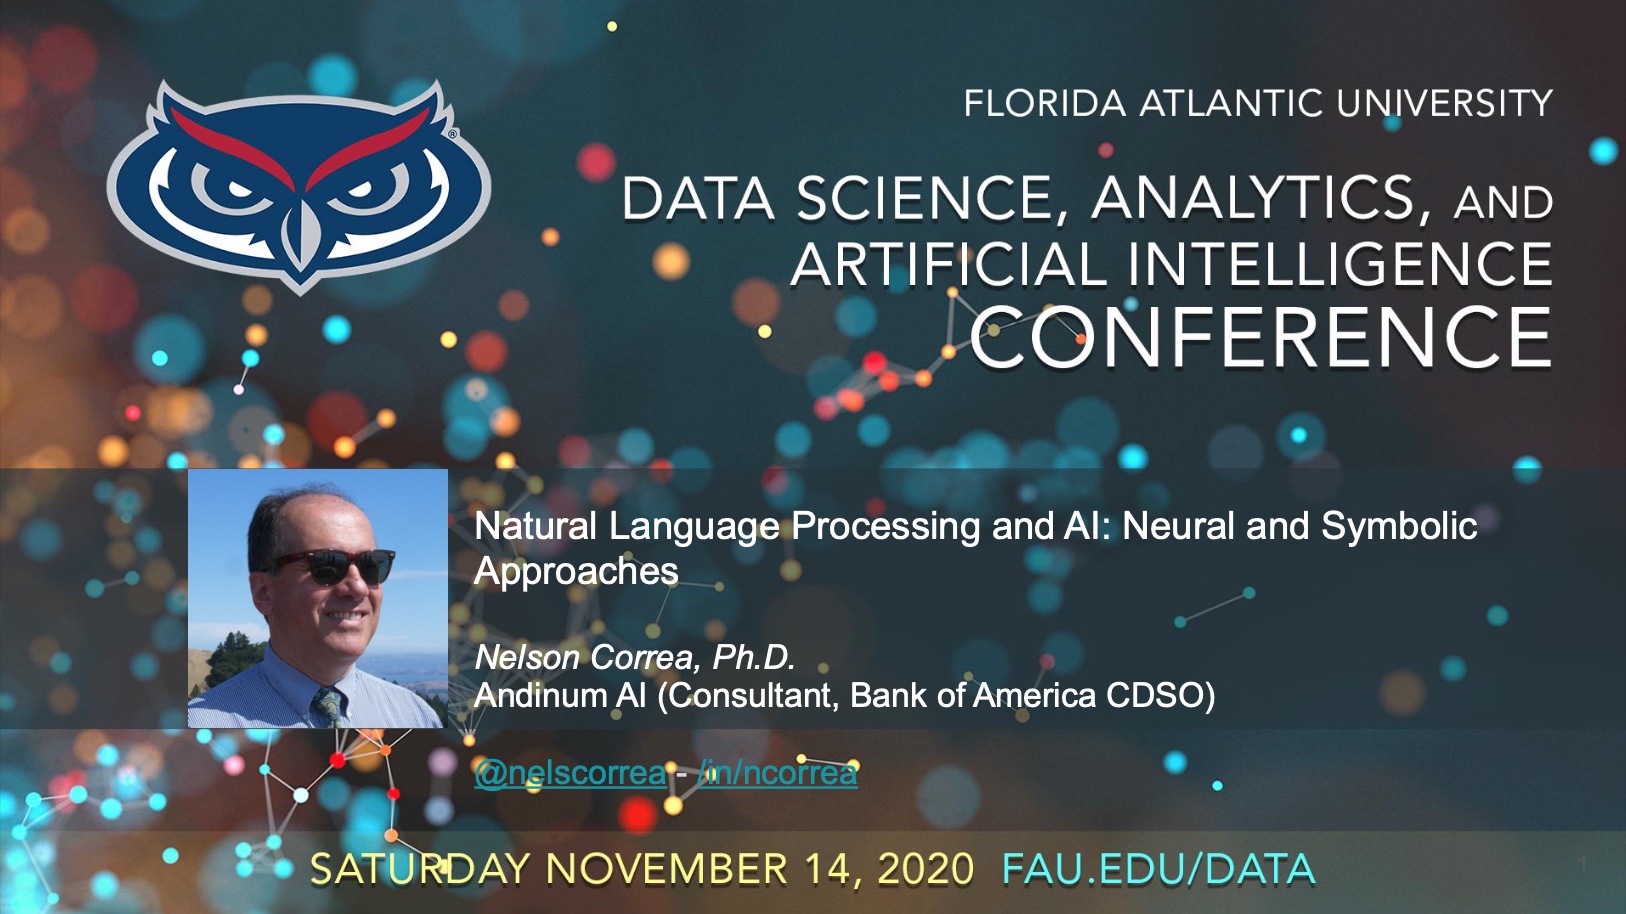 ®
FLORIDA ATLANTIC UNIVERSITY
DATA SCIENCE, ANALYTICS, AND
ARTIFICIAL INTELLIGENCE
CONFERENCE
Natural Language Processing and AI: Neural and Symbolic
Approaches
Nelson Correa, Ph.D.
Andinum AI (Consultant, Bank of America CDSO)
@nelscorrea - /in/ncorrea
SATURDAY NOVEMBER 14, 2020 FAU.EDU/DATA
1